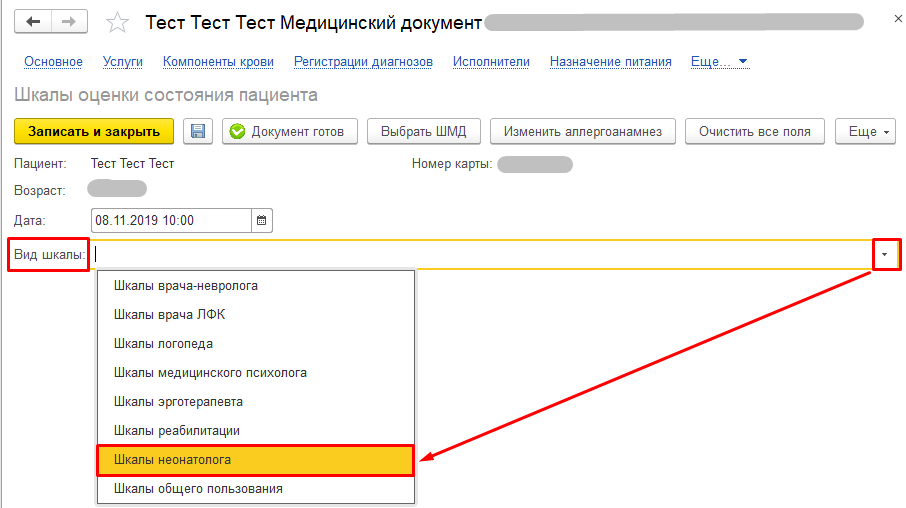 Тест Тест Тест Медицинский документ
Основное Услуги Компоненты крови Регистрации диагнозов Исполнители Назначение питания Еще...
Шкалы оценки состояния пациента
Записать и закрыть Документ готов Выбрать ШМД Изменить аллергоанамнез Очистить все поля Еще
Пациент: Тест Тест Тест Номер карты:
Возраст:
Дата: 08.11.2019 10:00
Вид шкалы:
Шкалы врача-невролога
Шкалы врача ЛФК
Шкалы логопеда
Шкалы медицинского психолога
Шкалы эрготерапевта
Шкалы реабилитации
Шкалы неонатолога
Шкалы общего пользования